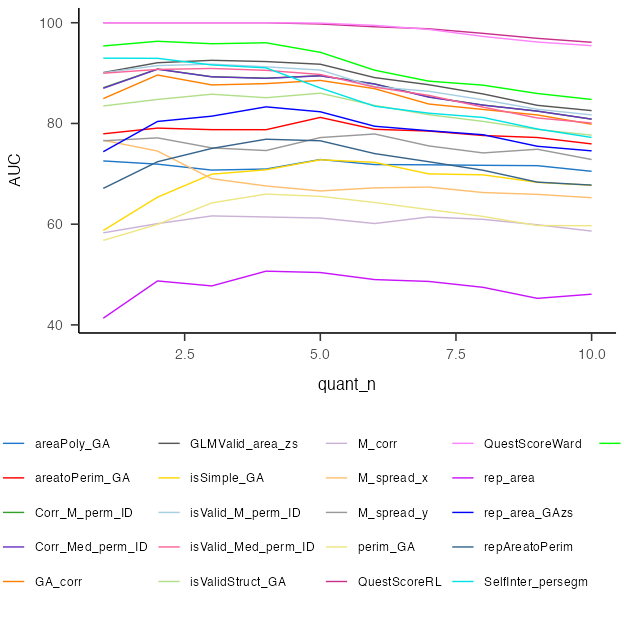 100
80
60
40
AUC
2.5 5.0 7.5 10.0
quant_n
areaPoly_GA GLMValid_area_zs M_corr QuestScoreWard
areatoPerim_GA isSimple_GA M_spread_x rep_area
Corr_M_perm_ID isValid_M_perm_ID M_spread_y rep_area_GAzs
Corr_Med_perm_ID isValid_Med_perm_ID perim_GA repAreatoPerim
GA_corr isValidStruct_GA QuestScoreRL SelfInter_persegm